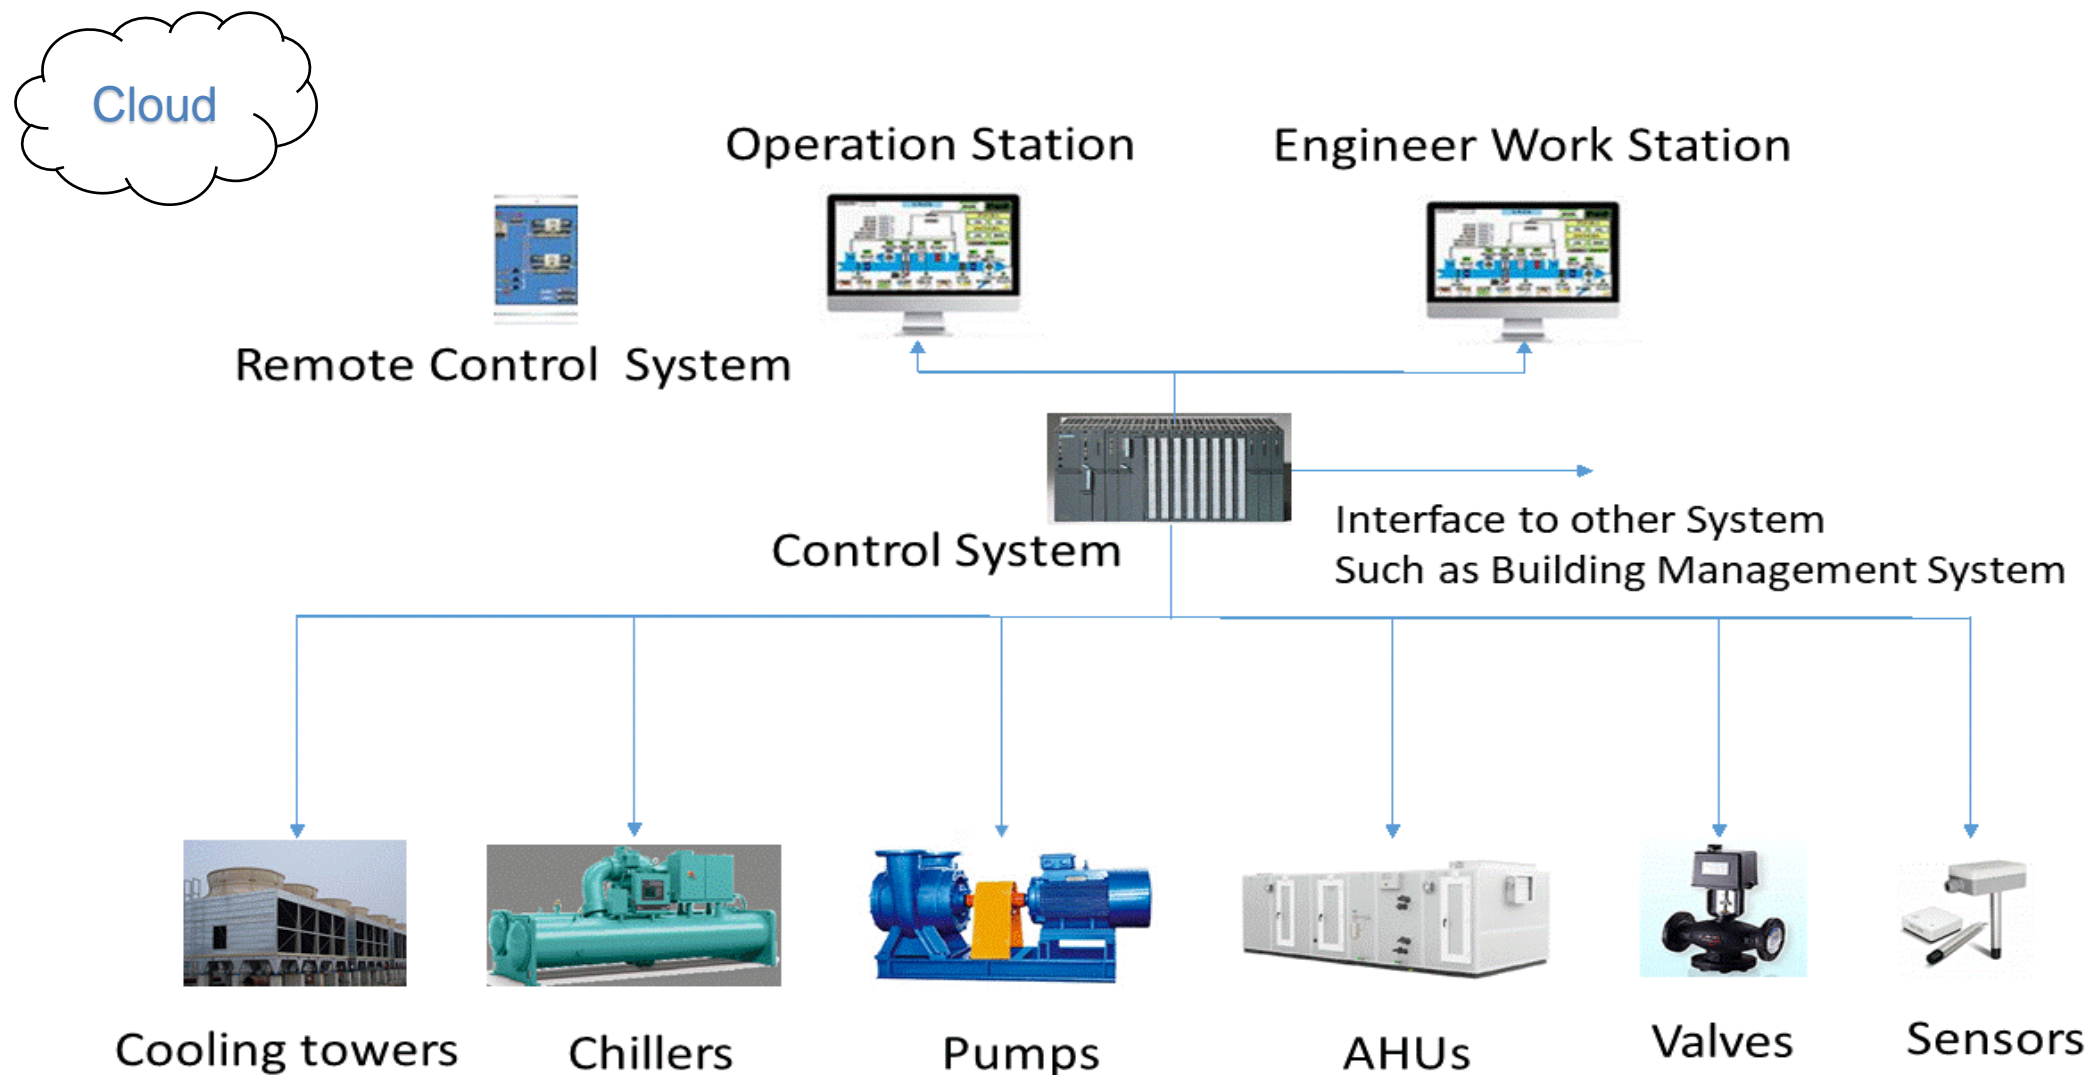 Cloud
Operation Station
Engineer Work Station
Remote Control System
Control System
Interface to other System
Such as Building Management System
Cooling towers
Chillers
Pumps
AHUs
Valves
Sensors